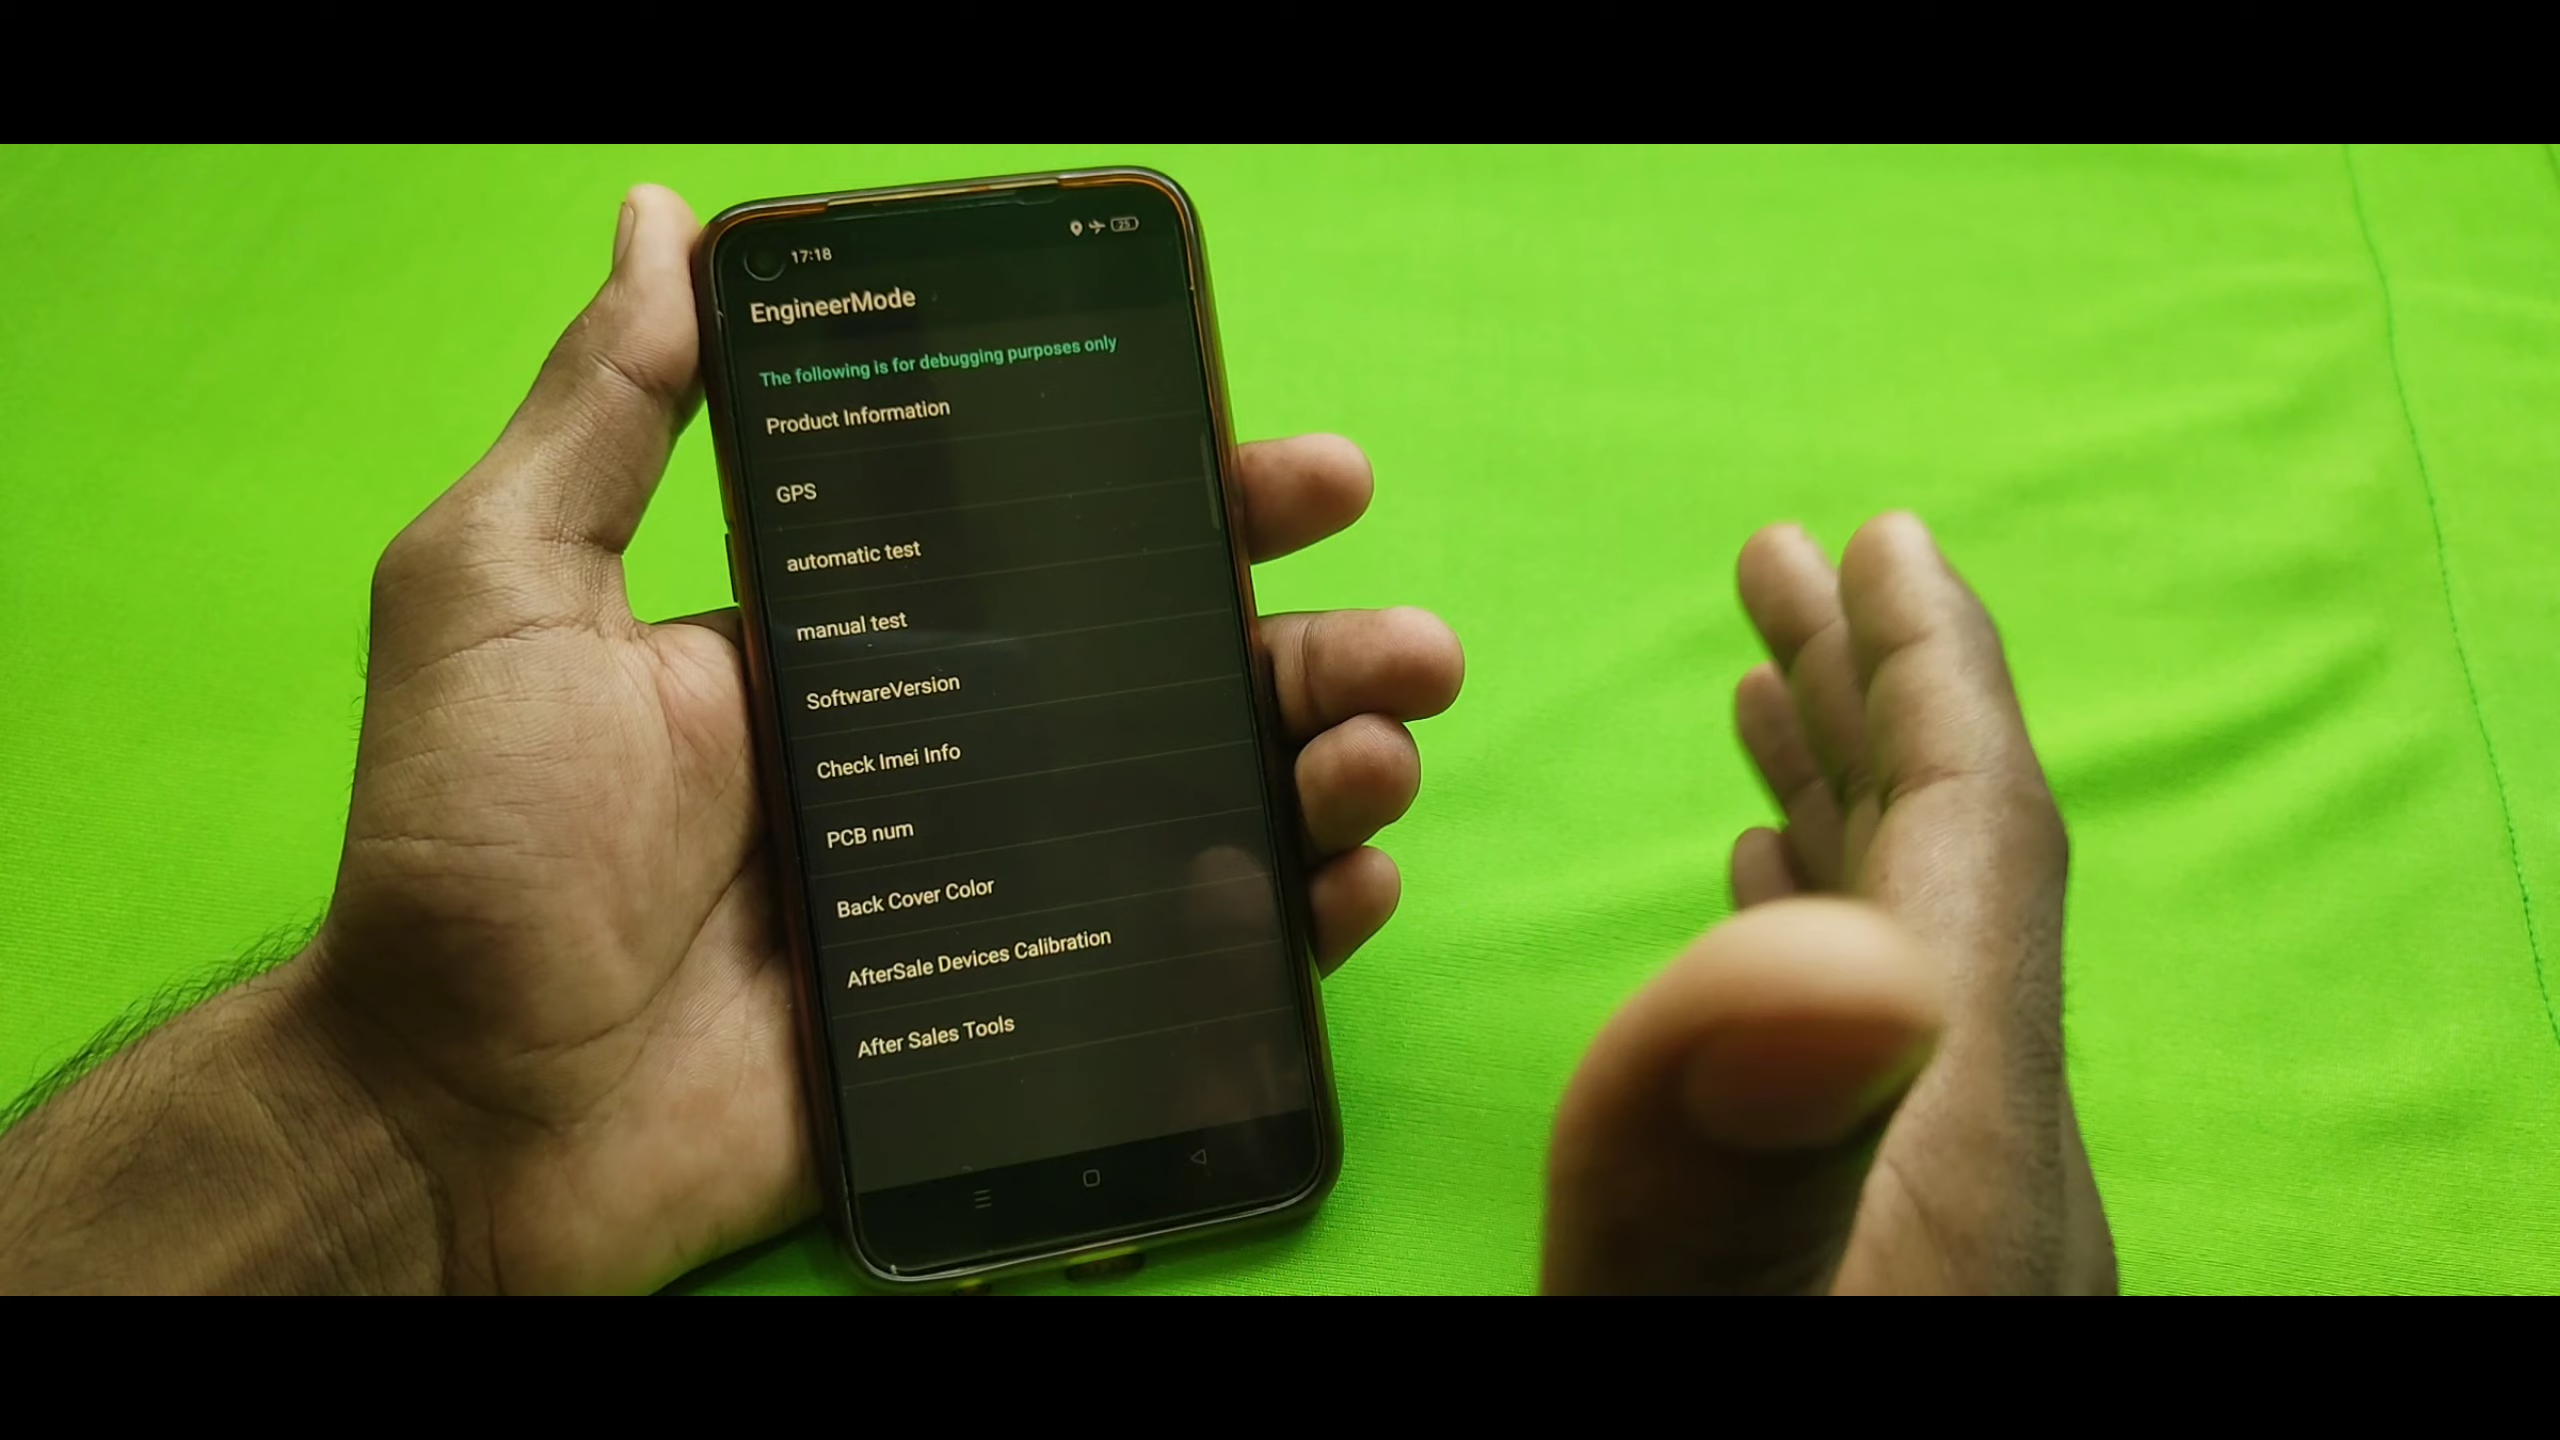 17:18
25
EngineerMode
The following is for debugging purposes only
Product Information
GPS
automatic test
manual test
SoftwareVersion
Check Imei Info
PCB num
Back Cover Color
AfterSale Devices Calibration
After Sales Tools